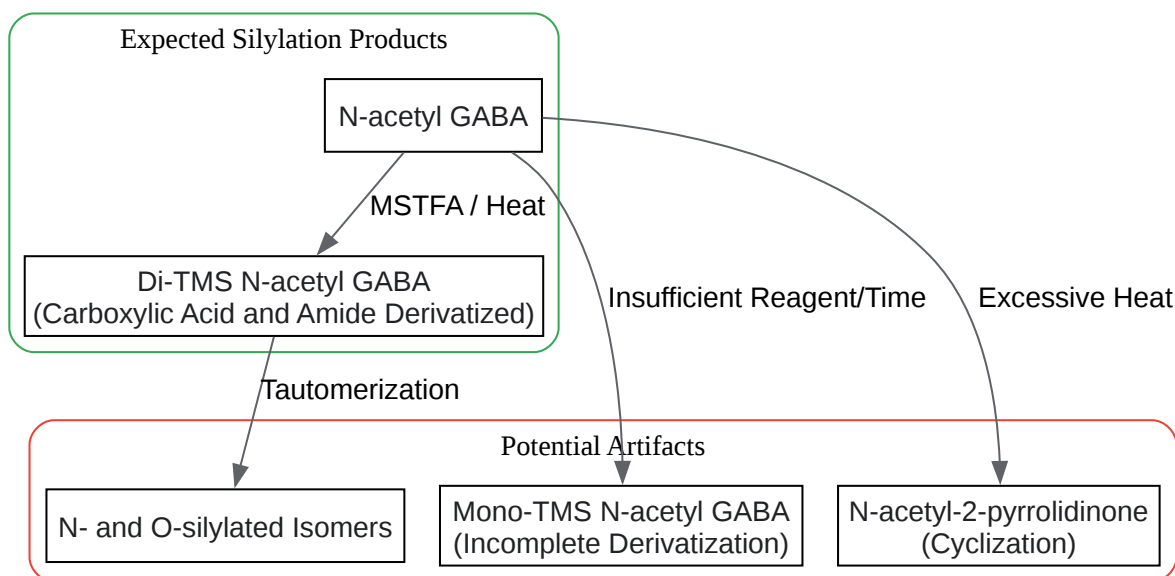 Expected Silylation Products
N-acetyl GABA
MSTFA / Heat
Di-TMS N-acetyl GABA
(Carboxylic Acid and Amide Derivatized)
Insufficient Reagent/Time
Excessive Heat
Tautomerization
Potential Artifacts
N- and O-silylated Isomers
Mono-TMS N-acetyl GABA
(Incomplete Derivatization)
N-acetyl-2-pyrrolidinone
(Cyclization)